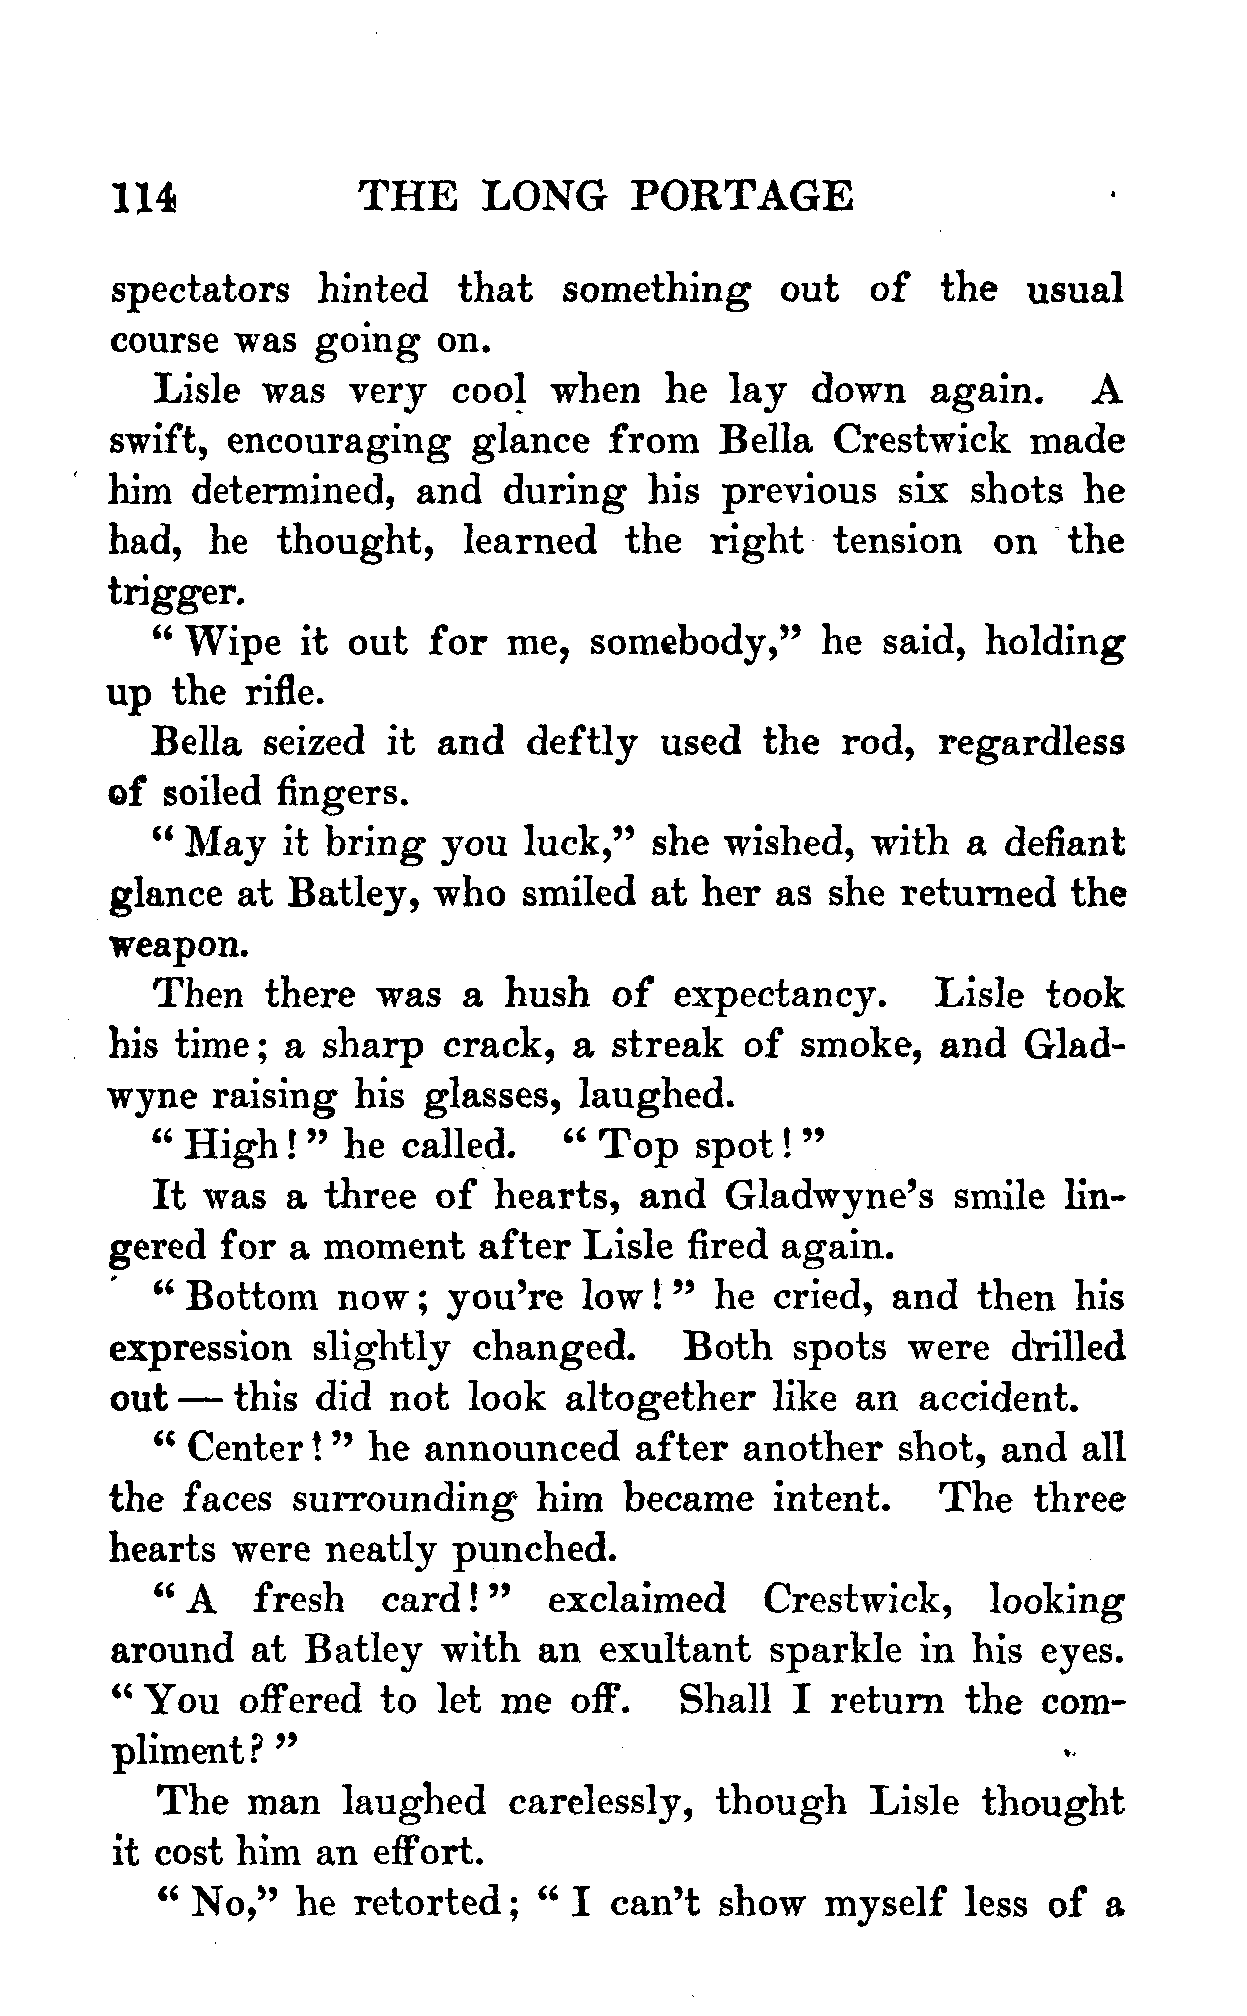 114 THE LONG PORTAGE
spectators hinted that something out of the usual
course was going on.
Lisle was very cool when he lay down again. A
swift, encouraging glance from Bella Crestwick made
him determined, and during his previous six shots he
had, he thought, learned the right tension on the
trigger.
“ Wipe it out for me, somebody,” he said, holding
up the rifle.
Bella seized it and deftly used the rod, regardless
of soiled fingers.
“ May it bring you luck,” she wished, with a defiant
glance at Batley, who smiled at her as she returned the
weapon.
Then there was a hush of expectancy. Lisle took
his time; a sharp crack, a streak of smoke, and Glad-
wyne raising his glasses, laughed.
“ High! ” he called. “ Top spot! ”
It was a three of hearts, and Gladwyne’s smile lin-
gered for a moment after Lisle fired again.
“ Bottom now; you’re low! ” he cried, and then his
expression slightly changed. Both spots were drilled
out — this did not look altogether like an accident.
“ Center! ” he announced after another shot, and all
the faces surrounding him became intent. The three
hearts were neatly punched.
“ A fresh card! ” exclaimed Crestwick, looking
around at Batley with an exultant sparkle in his eyes.
“ You offered to let me off. Shall I return the com-
pliment? ”
The man laughed carelessly, though Lisle thought
it cost him an effort.
“ No,” he retorted; “ I can’t show myself less of a